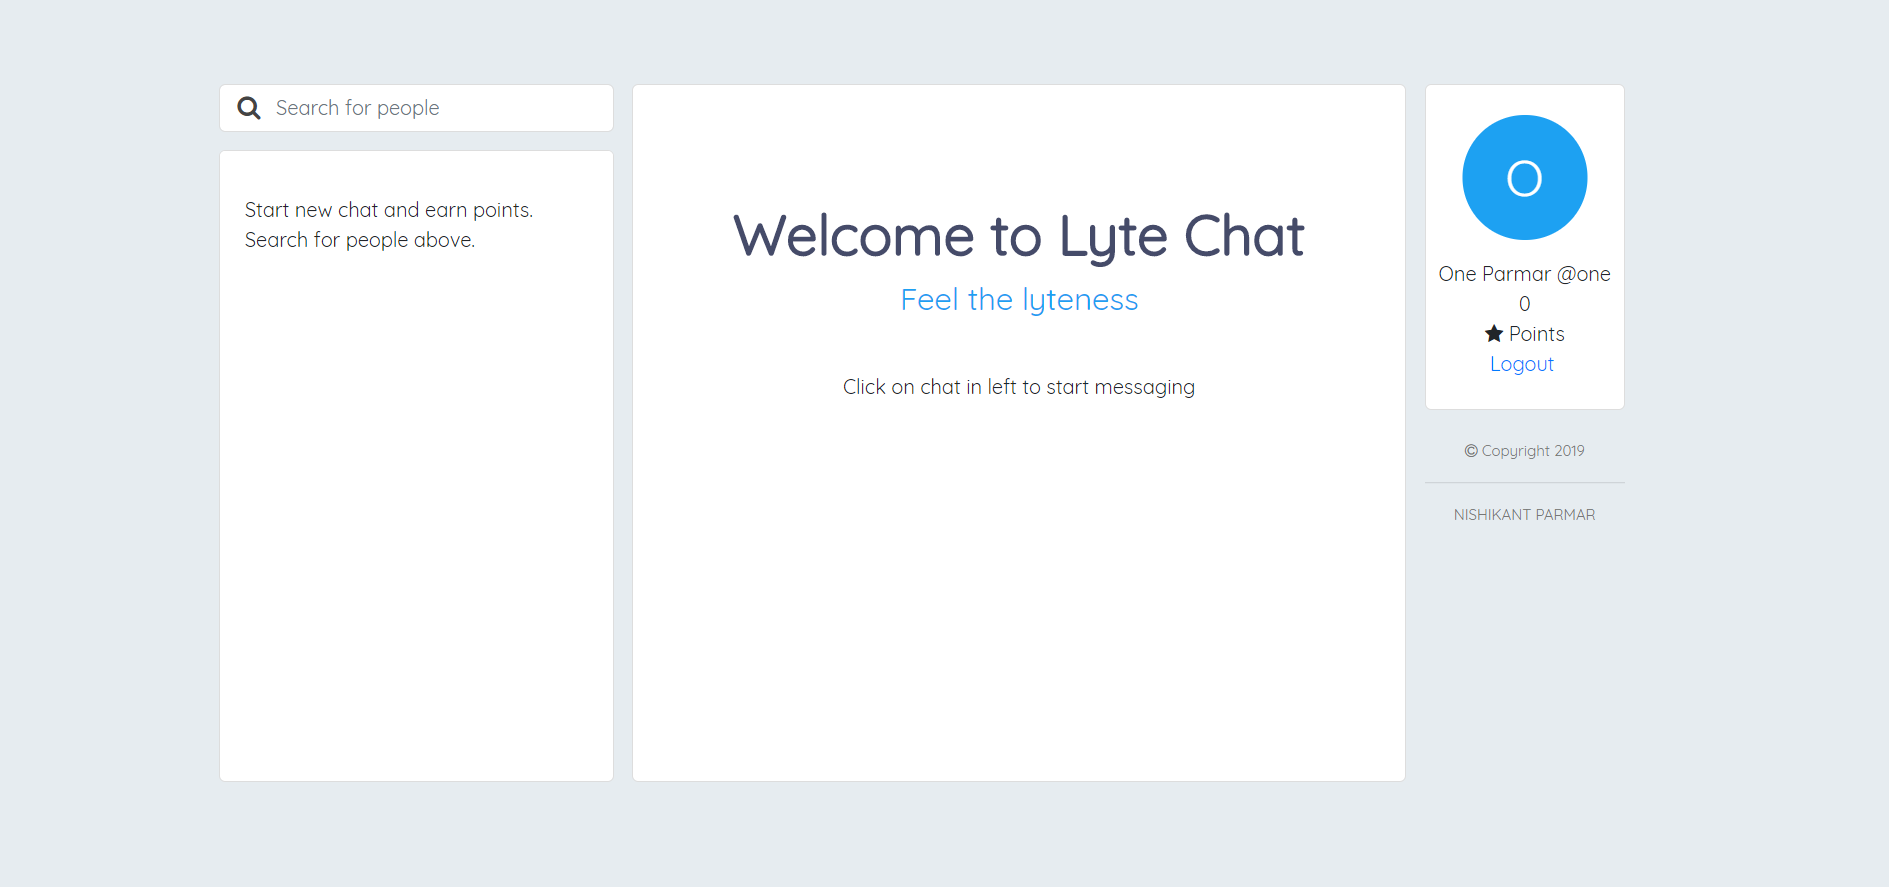 Search for people
Start new chat and earn points.
Search for people above.
Welcome to Lyte Chat
Feel the lyteness
Click on chat in left to start messaging
O
One Parmar @one
0
Points
Logout
© Copyright 2019
NISHIKANT PARMAR